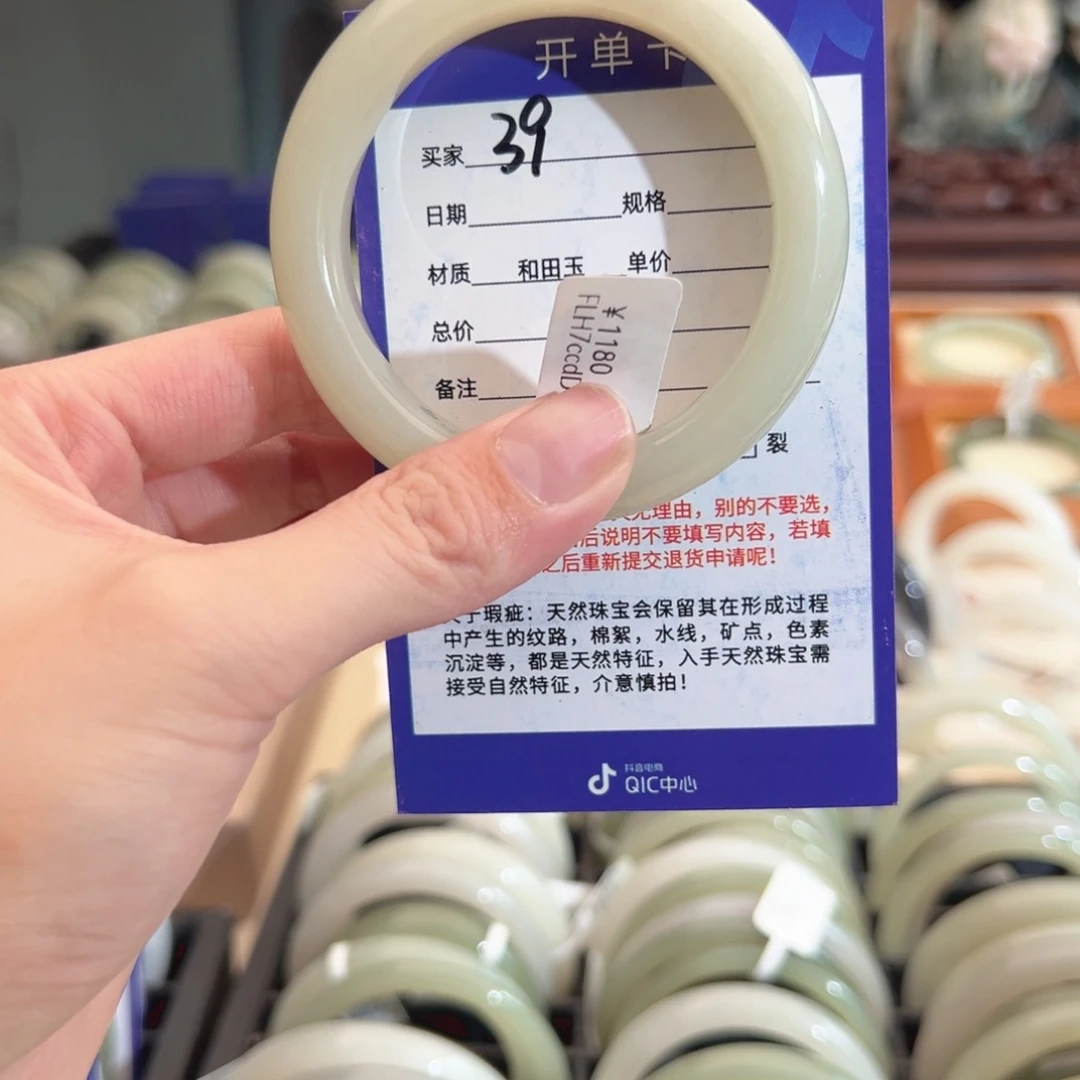 开单卡
买家 39
日期 规格
材质 和田玉 单价
总价
¥1180
FLH7ccdD
备注
裂
无理由，别的不要选，
后说明不要填写内容，若填
之后重新提交退货申请呢！
关于瑕疵：天然珠宝会保留其在形成过程
中产生的纹路，棉絮，水线，矿点，色素
沉淀等，都是天然特征，入手天然珠宝需
接受自然特征，介意慎拍！
抖音电商
QIC中心